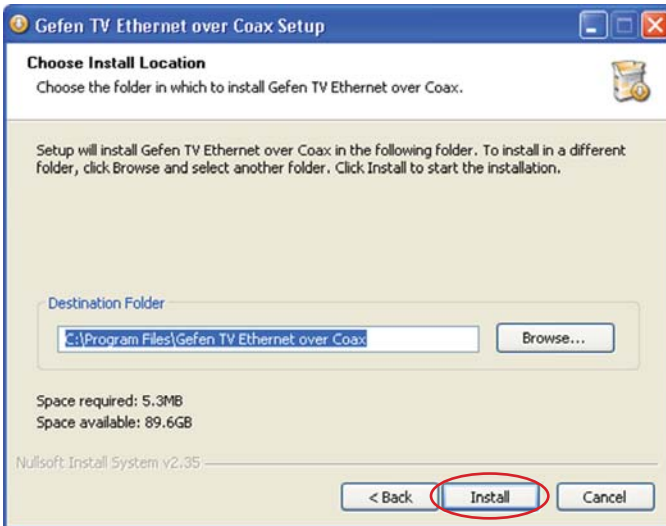 Gefen TV Ethernet over Coax Setup
Choose Install Location
Choose the folder in which to install Gefen TV Ethernet over Coax.
Setup will install Gefen TV Ethernet over Coax in the following folder. To install in a different
folder, click Browse and select another folder. Click Install to start the installation.
Destination Folder
C:\Program Files\Gefen TV Ethernet over Coax
Browse...
Space required: 5.3MB
Space available: 89.6GB
Nullsoft Install System v2.35
< Back
Install
Cancel